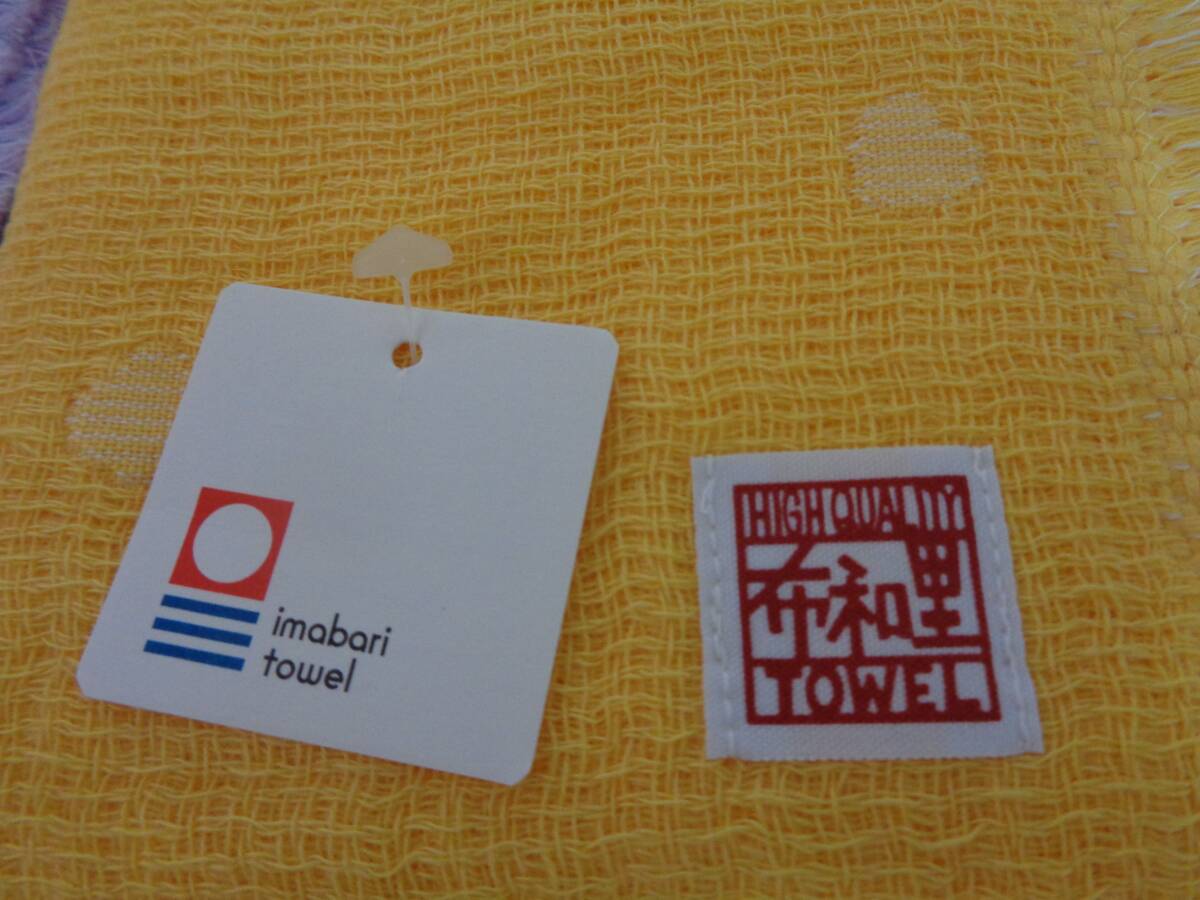 imabari
towel
HIGH QUALITY
布和里
TOWEL